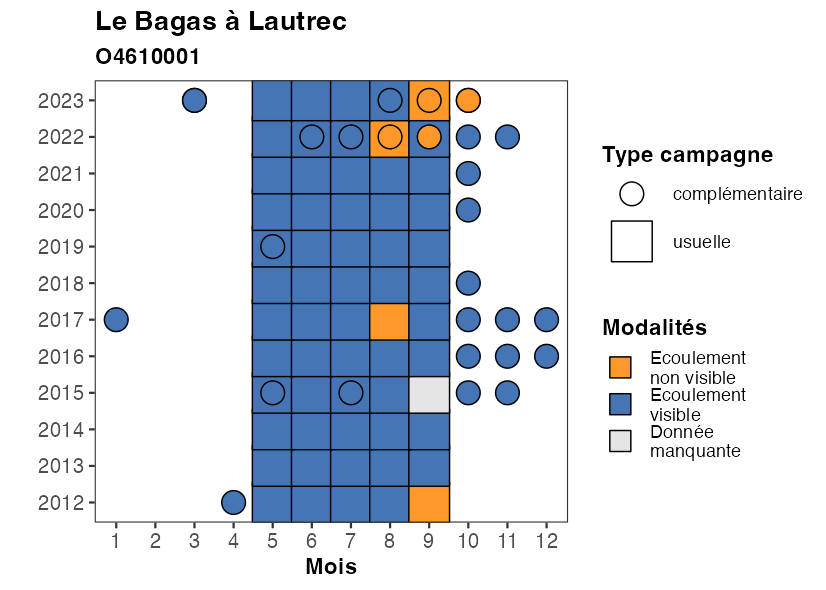 Le Bagas à Lautrec
O4610001
2023
2022
2021
2020
2019
2018
2017
2016
2015
2014
2013
2012
1 2 3 4 5 6 7 8 9 10 11 12
Mois
Type campagne
complémentaire
usuelle
Modalités
Ecoulement
non visible
Ecoulement
visible
Donnée
manquante